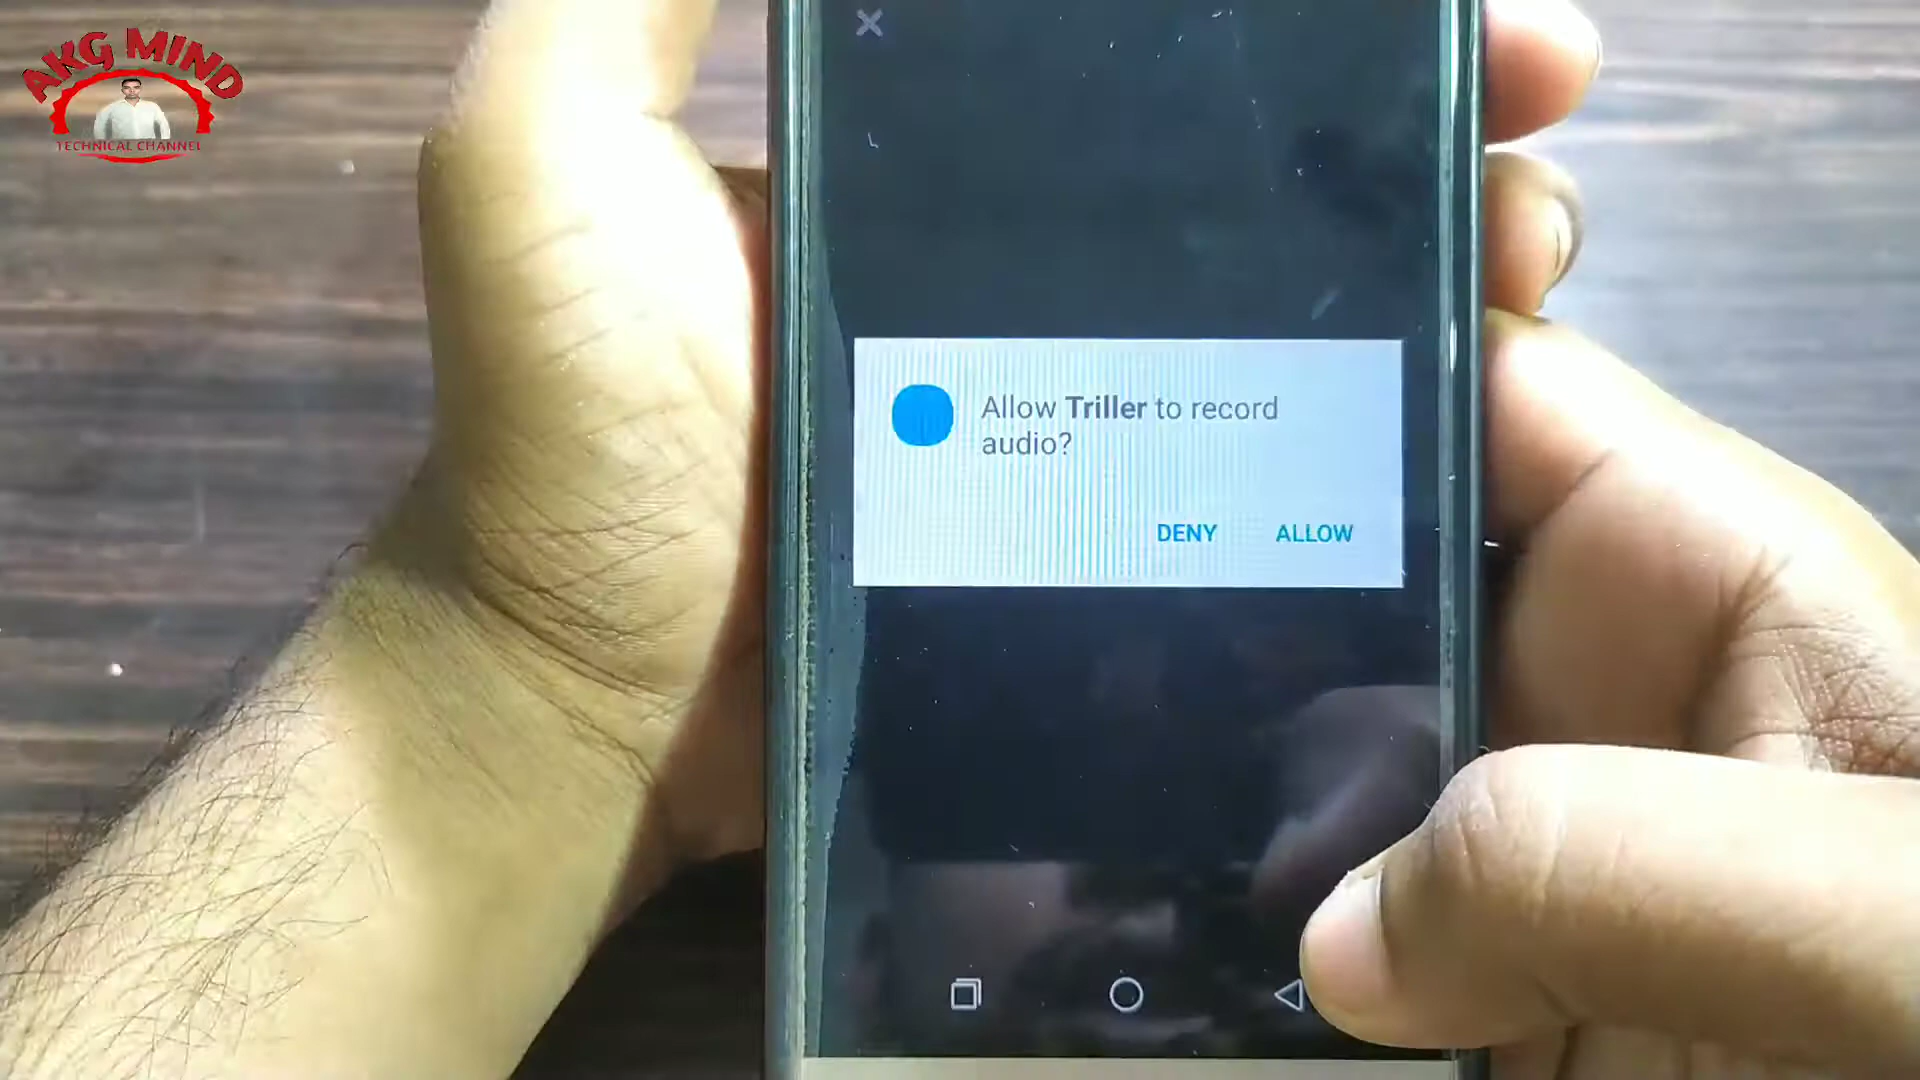 AKG MIND
TECHNICAL CHANNEL
Allow Triller to record
audio?
DENY ALLOW